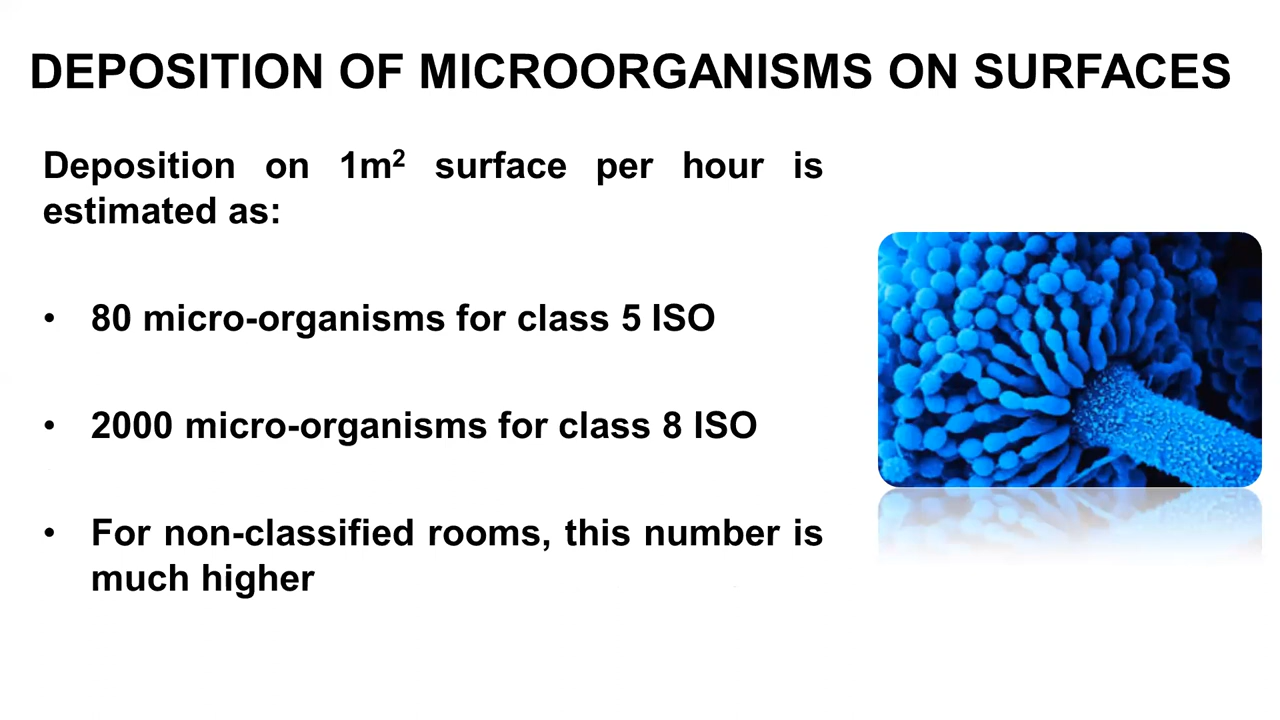 DEPOSITION OF MICROORGANISMS ON SURFACES
Deposition on 1m² surface per hour is
estimated as:
• 80 micro-organisms for class 5 ISO
• 2000 micro-organisms for class 8 ISO
• For non-classified rooms, this number is
much higher